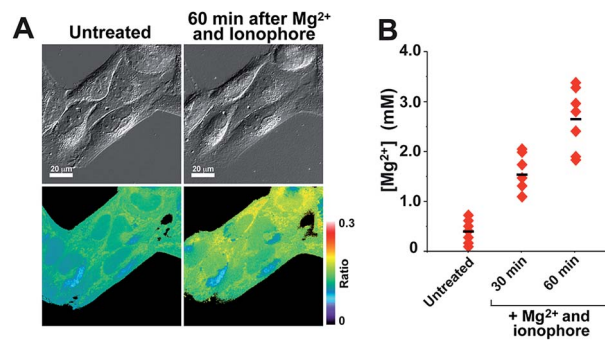 A
Untreated
60 min after Mg²⁺
and Ionophore
20 µm
20 µm
0.3
Ratio
0
B
[Mg²⁺] (mM)
4.0
3.0
2.0
1.0
0
Untreated
30 min
60 min
+ Mg²⁺ and
ionophore